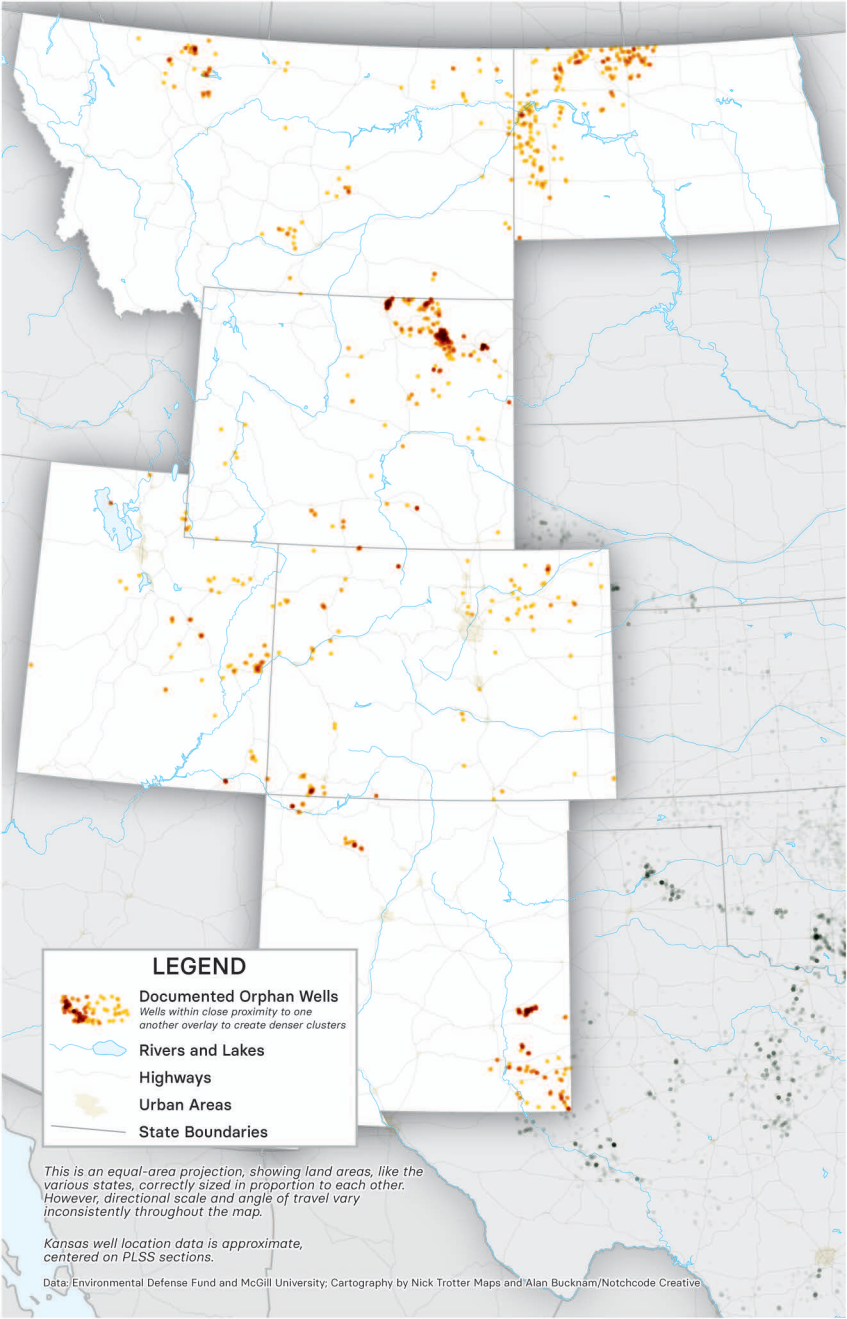 LEGEND
Documented Orphan Wells
Wells within close proximity to one
another overlay to create denser clusters
Rivers and Lakes
Highways
Urban Areas
State Boundaries
This is an equal-area projection, showing land areas, like the
various states, correctly sized in proportion to each other.
However, directional scale and angle of travel vary
inconsistently throughout the map.
Kansas well location data is approximate,
centered on PLSS sections.
Data: Environmental Defense Fund and McGill University; Cartography by Nick Trotter Maps and Alan Bucknam/Notchcode Creative